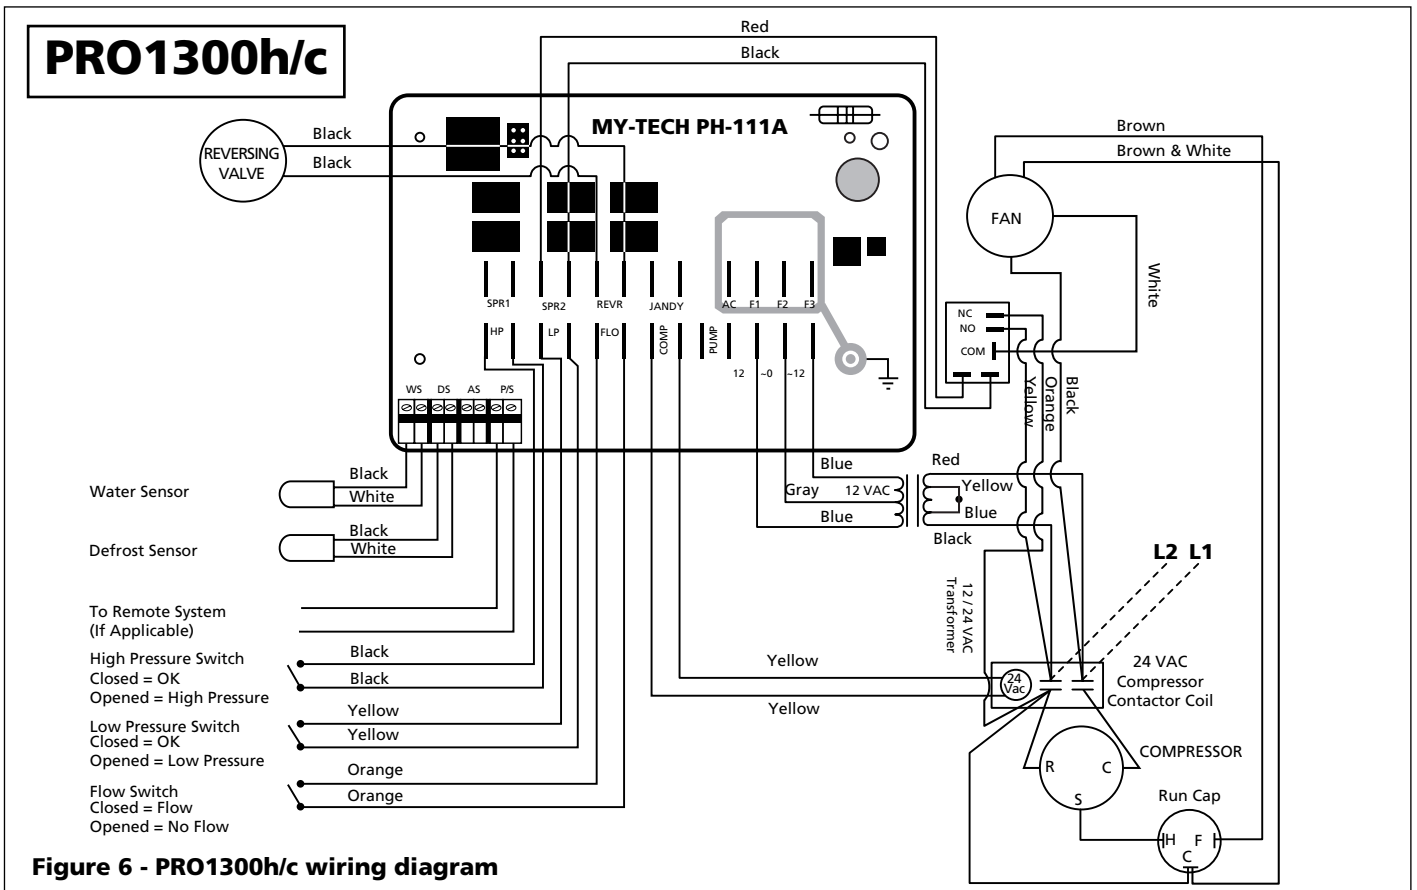 PRO1300h/c
Red
Black
MY-TECH PH-111A
Brown
Brown & White
REVERSING
VALVE
Black
Black
FAN
White
SPR1
SPR2
REVR
JANDY
AC
F1
F2
F3
HP
LP
FLO
COMP
PUMP
12
~0
~12
NC
NO
COM
Yellow
Orange
Black
WS
DS
AS
P/S
Water Sensor
Black
White
Defrost Sensor
Black
White
Blue
Gray
12 VAC
Blue
Red
Yellow
Blue
Black
L2
L1
12 / 24 VAC
Transformer
To Remote System
(If Applicable)
High Pressure Switch
Closed = OK
Opened = High Pressure
Black
Black
Low Pressure Switch
Closed = OK
Opened = Low Pressure
Yellow
Yellow
Flow Switch
Closed = Flow
Opened = No Flow
Orange
Orange
Yellow
Yellow
24
Vac
24 VAC
Compressor
Contactor Coil
COMPRESSOR
R
C
S
Run Cap
H
F
C
Figure 6 - PRO1300h/c wiring diagram